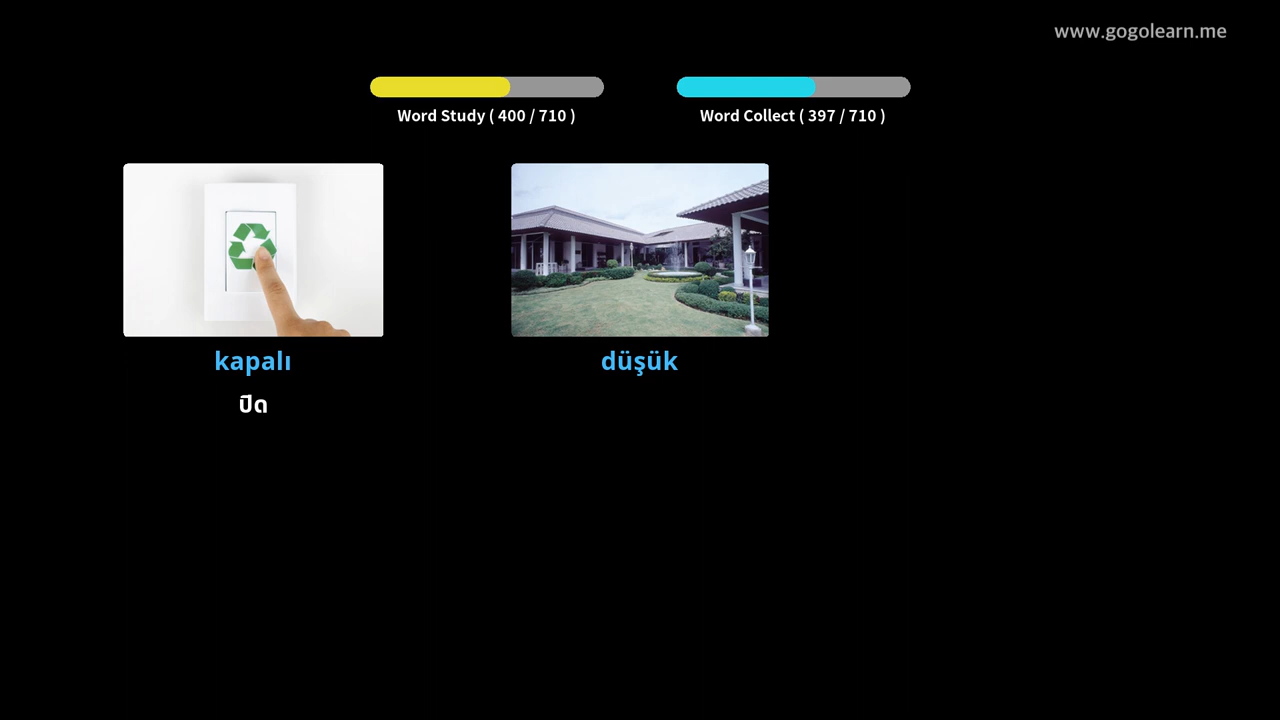 www.gogolearn.me
Word Study ( 400 / 710 )
Word Collect ( 397 / 710 )
kapalı
düşük
ปิด